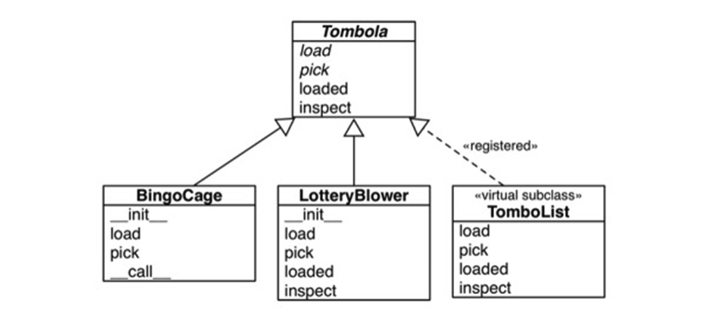 Tombola
load
pick
loaded
inspect
«registered»
BingoCage
__init__
load
pick
__call__
LotteryBlower
__init__
load
pick
loaded
inspect
«virtual subclass»
TomboList
load
pick
loaded
inspect